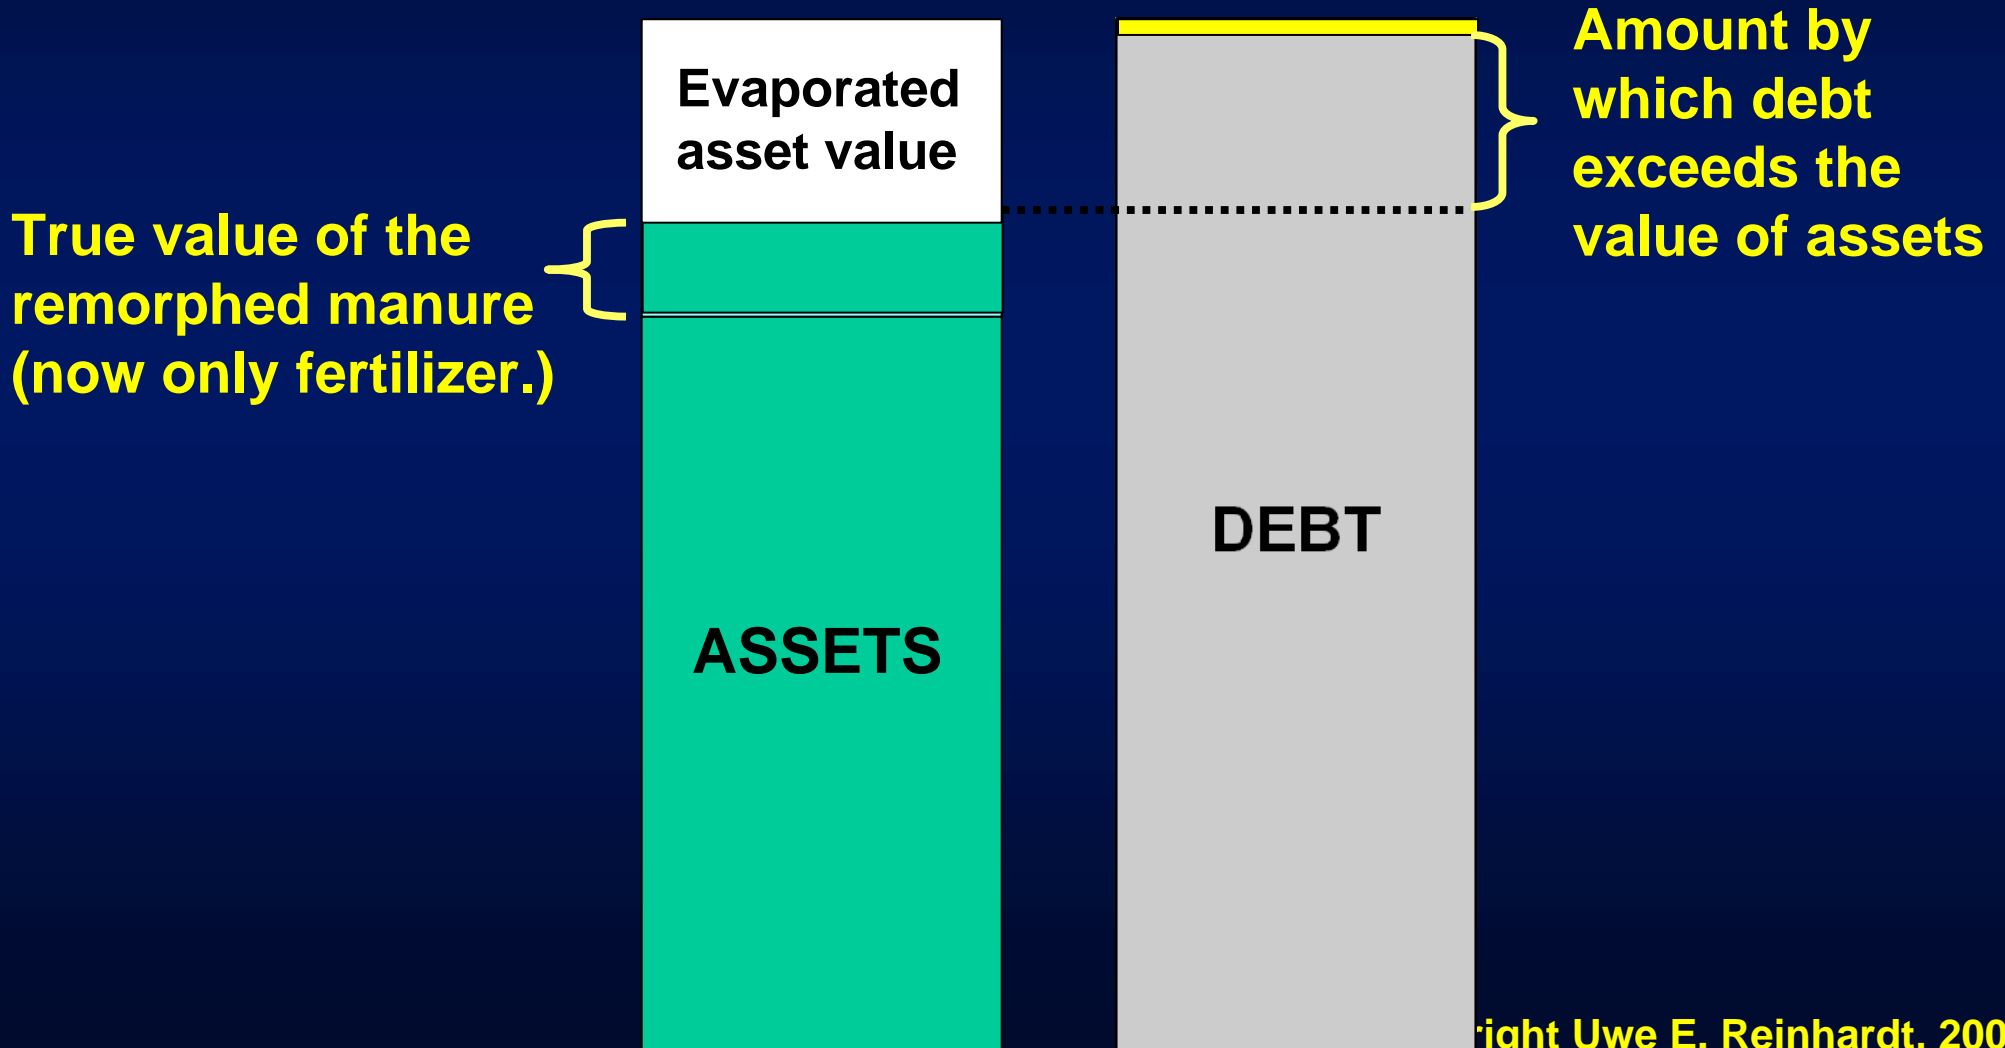 Evaporated
asset value
True value of the
remorphed manure
(now only fertilizer.)
ASSETS
DEBT
Amount by
which debt
exceeds the
value of assets
Uwe E. Reinhardt, 200